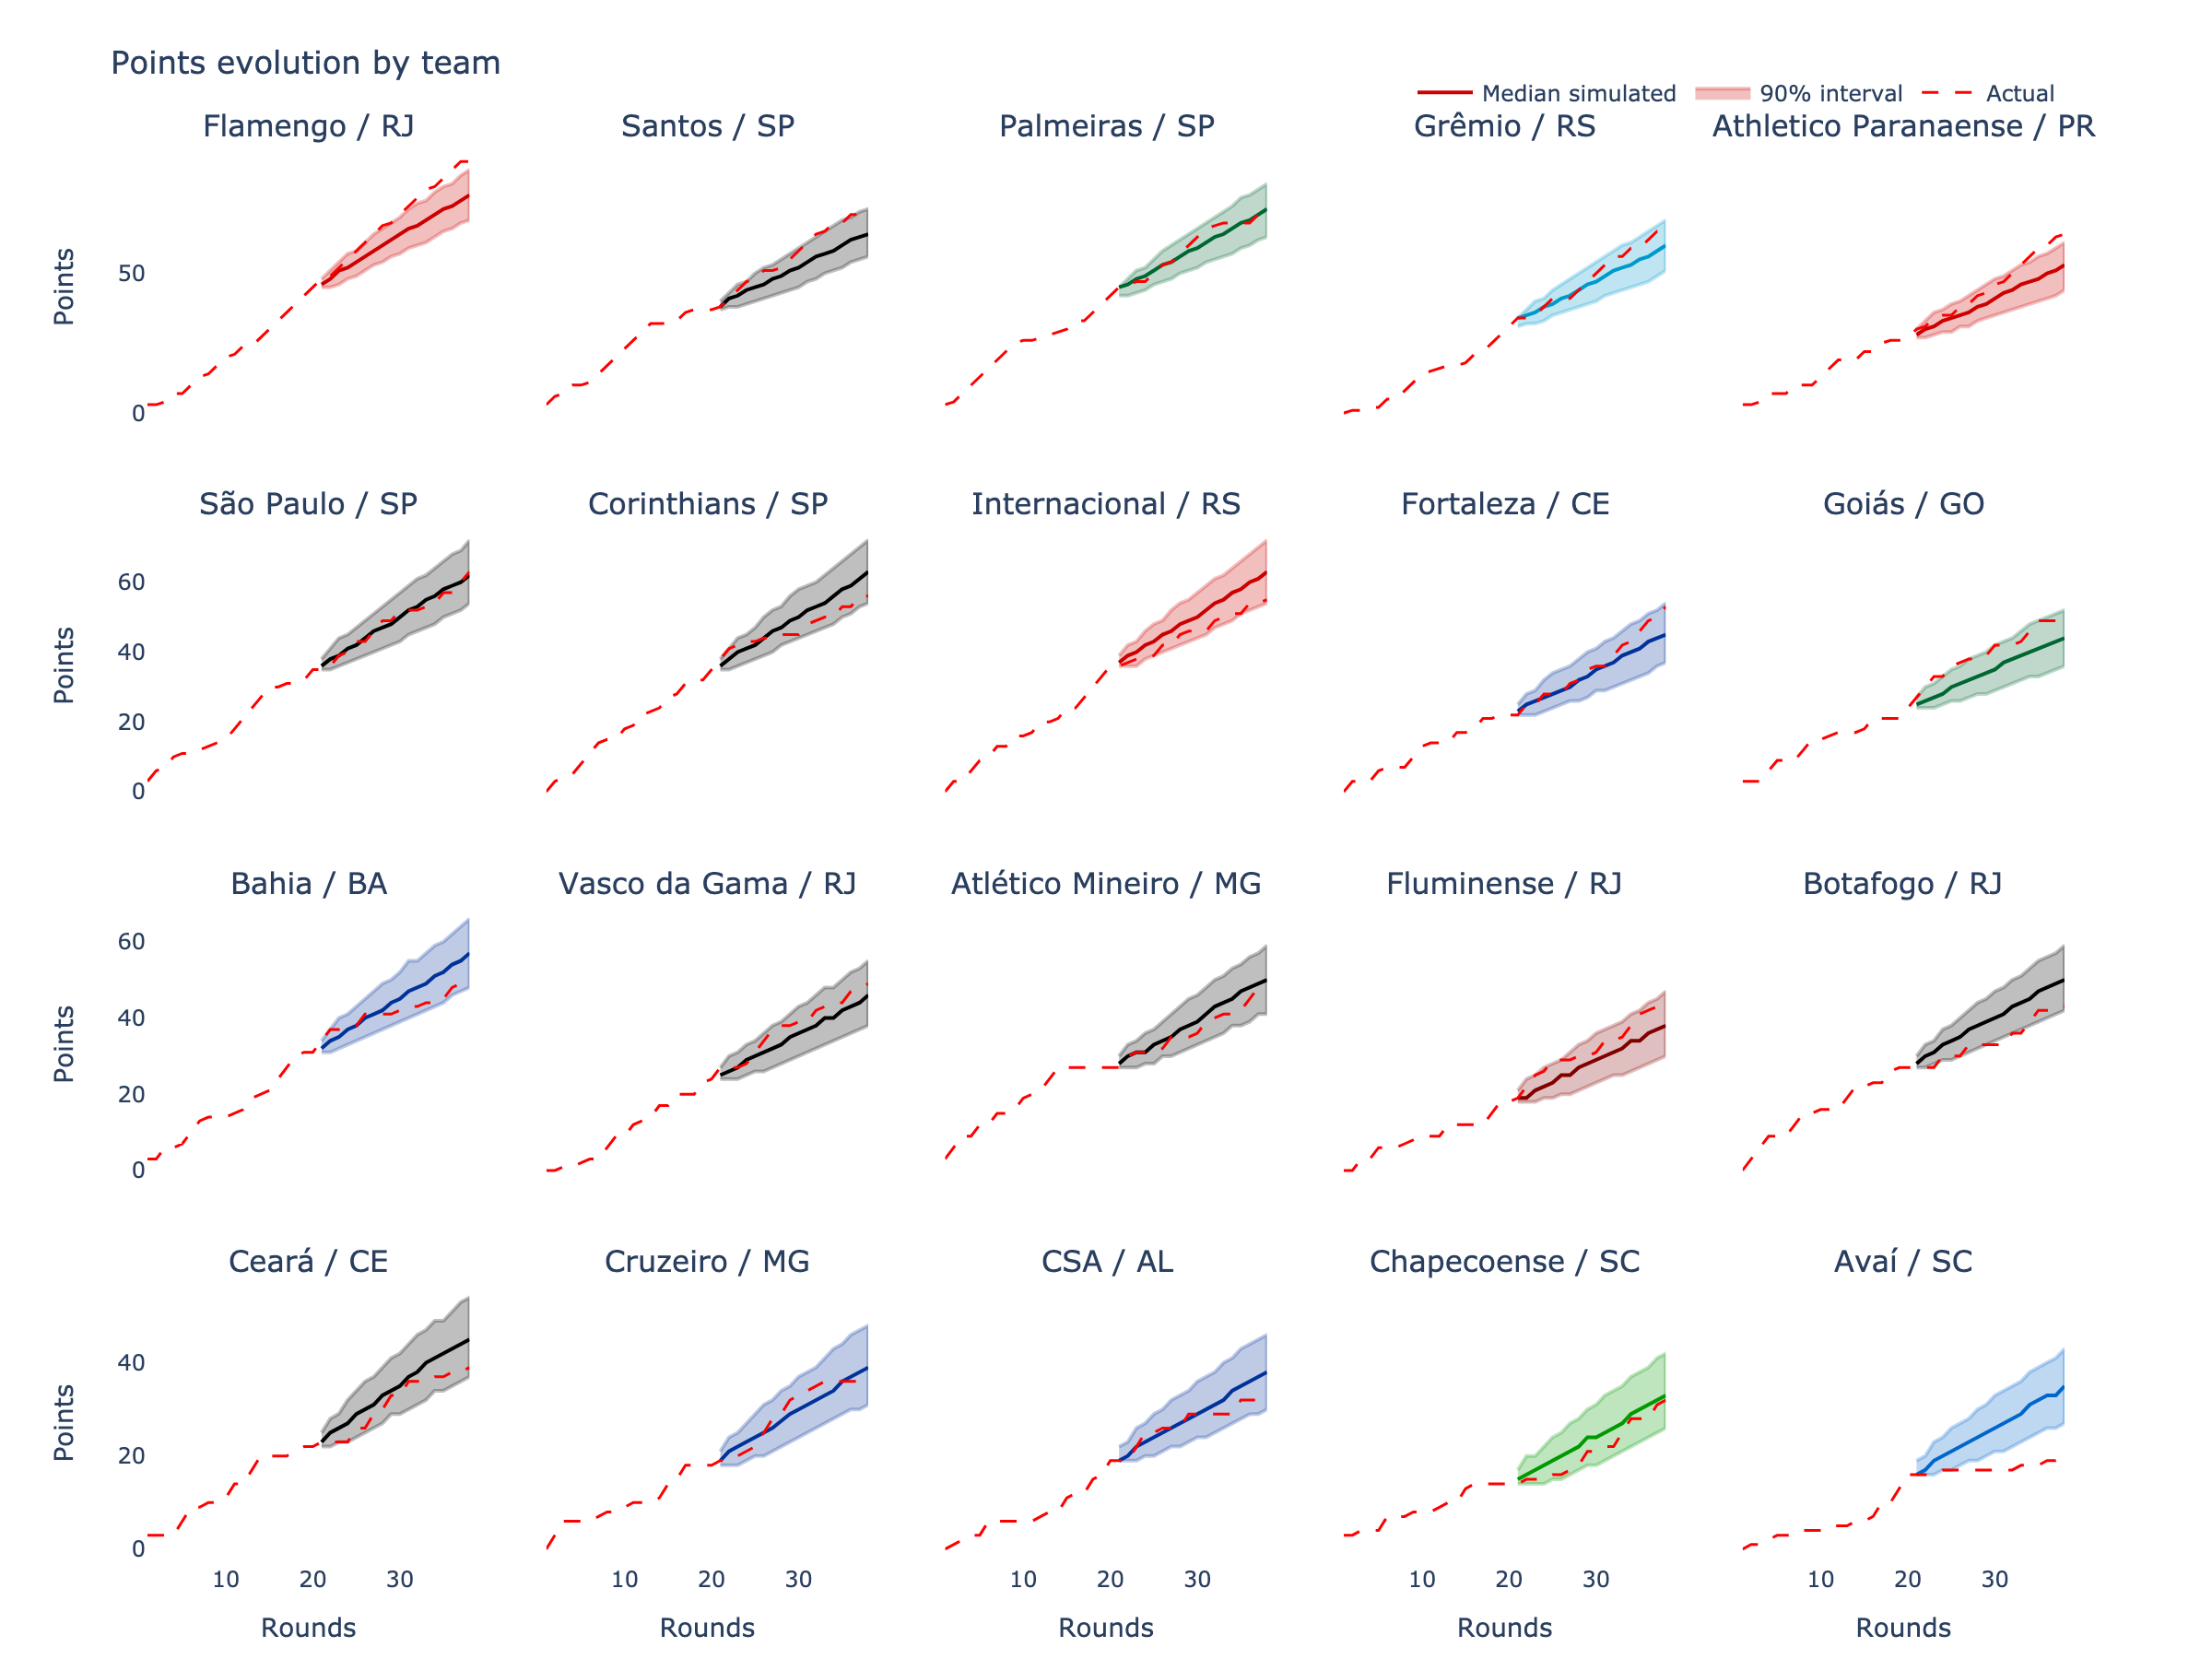 Points evolution by team
Median simulated 90% interval Actual
Flamengo / RJ Santos / SP Palmeiras / SP Grêmio / RS Athletico Paranaense / PR
50
Points
0
São Paulo / SP Corinthians / SP Internacional / RS Fortaleza / CE Goiás / GO
60
40
Points
20
0
Bahia / BA Vasco da Gama / RJ Atlético Mineiro / MG Fluminense / RJ Botafogo / RJ
60
40
Points
20
0
Ceará / CE Cruzeiro / MG CSA / AL Chapecoense / SC Avaí / SC
40
Points
20
0
10 20 30 10 20 30 10 20 30 10 20 30 10 20 30
Rounds Rounds Rounds Rounds Rounds